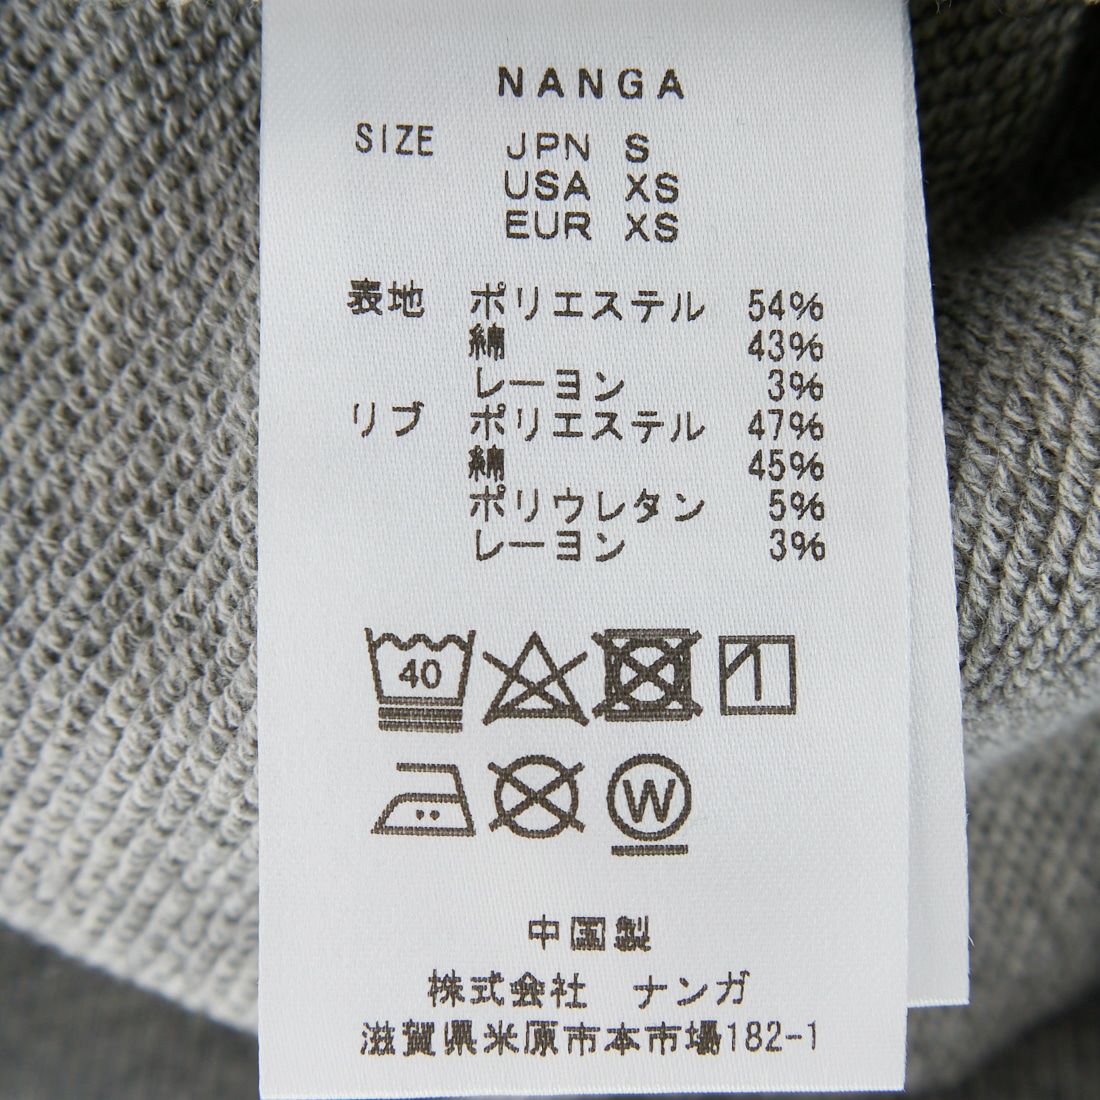 NANGA
SIZE JPN S
USA XS
EUR XS
表地 ポリエステル 54%
綿 43%
レーヨン 3%
リブ ポリエステル 47%
綿 45%
ポリウレタン 5%
レーヨン 3%
40
W
中国製
株式会社 ナンガ
滋賀県米原市本市場182-1